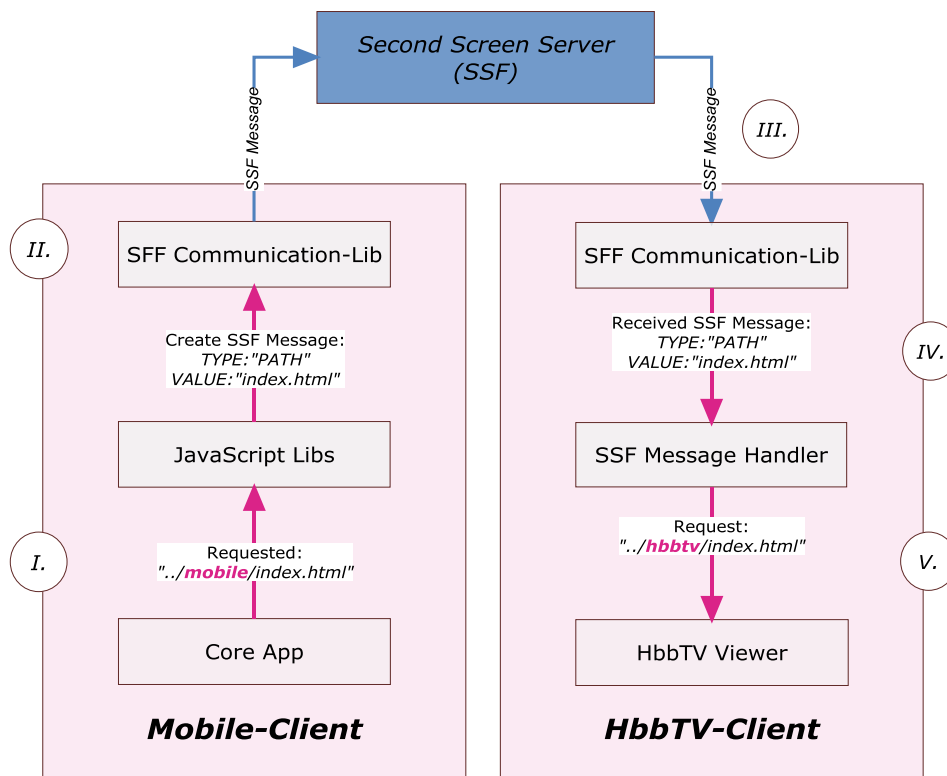 Second Screen Server
(SSF)
SSF Message
SSF Message
III.
II.
SFF Communication-Lib
SFF Communication-Lib
Create SSF Message:
TYPE:"PATH"
VALUE:"index.html"
Received SSF Message:
TYPE:"PATH"
VALUE:"index.html"
IV.
JavaScript Libs
SSF Message Handler
I.
Requested:
"../mobile/index.html"
Request:
"../hbbtv/index.html"
V.
Core App
HbbTV Viewer
Mobile-Client
HbbTV-Client